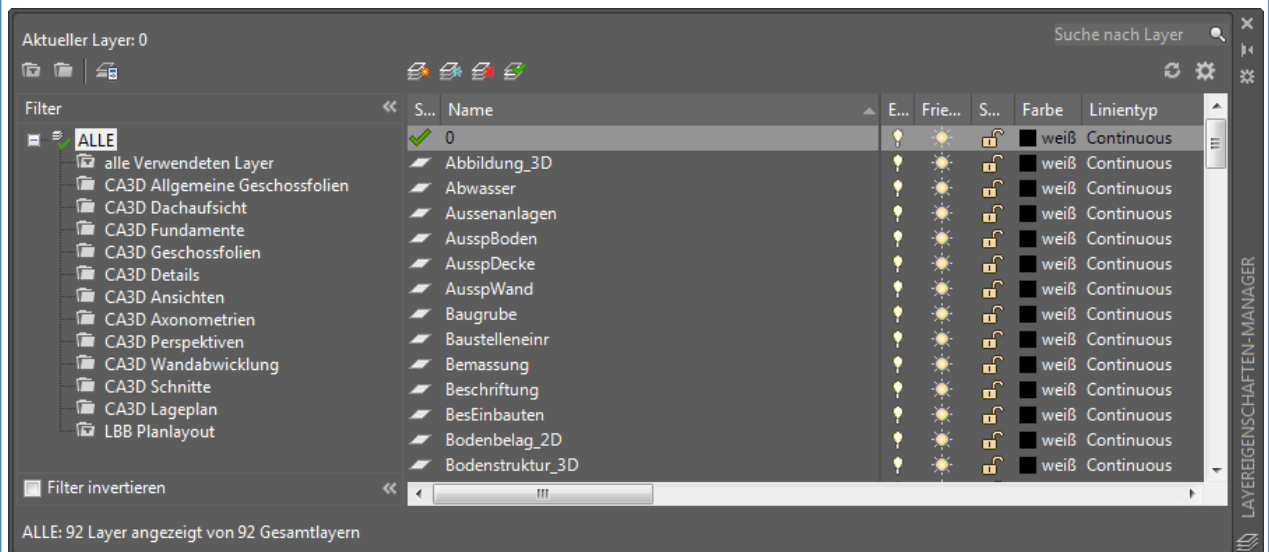 Aktueller Layer: 0
Suche nach Layer
Filter
S... Name E... Frie... S... Farbe Linientyp
ALLE
alle Verwendeten Layer
CA3D Allgemeine Geschossfolien
CA3D Dachaufsicht
CA3D Fundamente
CA3D Geschossfolien
CA3D Details
CA3D Ansichten
CA3D Axonometrien
CA3D Perspektiven
CA3D Wandabwicklung
CA3D Schnitte
CA3D Lageplan
LBB Planlayout
Filter invertieren
0 weiß Continuous
Abbildung_3D weiß Continuous
Abwasser weiß Continuous
Aussenanlagen weiß Continuous
AusspBoden weiß Continuous
AusspDecke weiß Continuous
AusspWand weiß Continuous
Baugrube weiß Continuous
Baustelleneinr weiß Continuous
Bemassung weiß Continuous
Beschriftung weiß Continuous
BesEinbauten weiß Continuous
Bodenbelag_2D weiß Continuous
Bodenstruktur_3D weiß Continuous
ALLE: 92 Layer angezeigt von 92 Gesamtlayern
LAYEREIGENSCHAFTEN-MANAGER